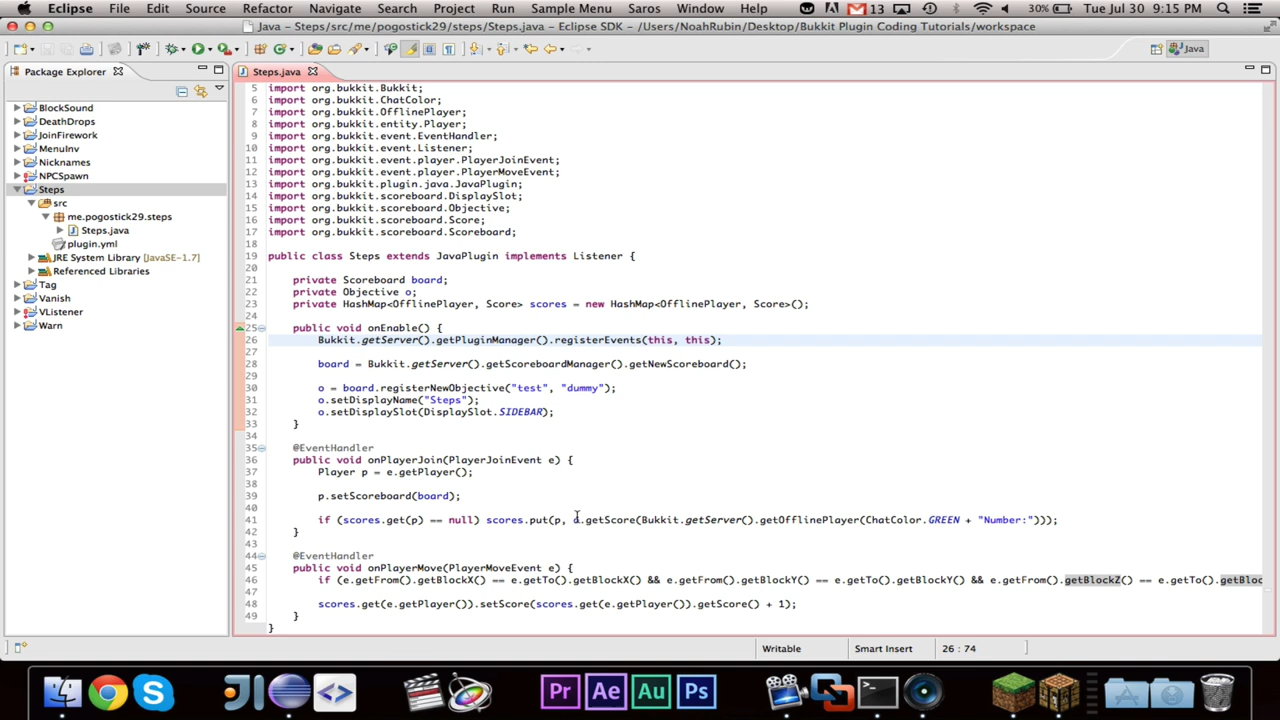 Eclipse File Edit Source Refactor Navigate Search Project Run Sample Menu Saros Window Help 13 30% Tue Jul 30 9:15 PM
Java – Steps/src/me/pogostick29/steps/Steps.java – Eclipse SDK – /Users/NoahRubin/Desktop/Bukkit Plugin Coding Tutorials/workspace
Java
Package Explorer
BlockSound
DeathDrops
JoinFirework
MenuInv
Nicknames
NPCSpawn
Steps
src
me.pogostick29.steps
Steps.java
plugin.yml
JRE System Library [JavaSE-1.7]
Referenced Libraries
Tag
Vanish
VListener
Warn
Steps.java
5 import org.bukkit.Bukkit;
6 import org.bukkit.ChatColor;
7 import org.bukkit.OfflinePlayer;
8 import org.bukkit.entity.Player;
9 import org.bukkit.event.EventHandler;
10 import org.bukkit.event.Listener;
11 import org.bukkit.event.player.PlayerJoinEvent;
12 import org.bukkit.event.player.PlayerMoveEvent;
13 import org.bukkit.plugin.java.JavaPlugin;
14 import org.bukkit.scoreboard.DisplaySlot;
15 import org.bukkit.scoreboard.Objective;
16 import org.bukkit.scoreboard.Score;
17 import org.bukkit.scoreboard.Scoreboard;
18
19 public class Steps extends JavaPlugin implements Listener {
20
21 private Scoreboard board;
22 private Objective o;
23 private HashMap<OfflinePlayer, Score> scores = new HashMap<OfflinePlayer, Score>();
24
25 public void onEnable() {
26 Bukkit.getServer().getPluginManager().registerEvents(this, this);
27
28 board = Bukkit.getServer().getScoreboardManager().getNewScoreboard();
29
30 o = board.registerNewObjective("test", "dummy");
31 o.setDisplayName("Steps");
32 o.setDisplaySlot(DisplaySlot.SIDEBAR);
33 }
34
35 @EventHandler
36 public void onPlayerJoin(PlayerJoinEvent e) {
37 Player p = e.getPlayer();
38
39 p.setScoreboard(board);
40
41 if (scores.get(p) == null) scores.put(p, o.getScore(Bukkit.getServer().getOfflinePlayer(ChatColor.GREEN + "Number:")));
42 }
43
44 @EventHandler
45 public void onPlayerMove(PlayerMoveEvent e) {
46 if (e.getFrom().getBlockX() == e.getTo().getBlockX() && e.getFrom().getBlockY() == e.getTo().getBlockY() && e.getFrom().getBlockZ() == e.getTo().getBloc
47
48 scores.get(e.getPlayer()).setScore(scores.get(e.getPlayer()).getScore() + 1);
49 }
}
Writable Smart Insert 26 : 74
Pr Ae Au Ps